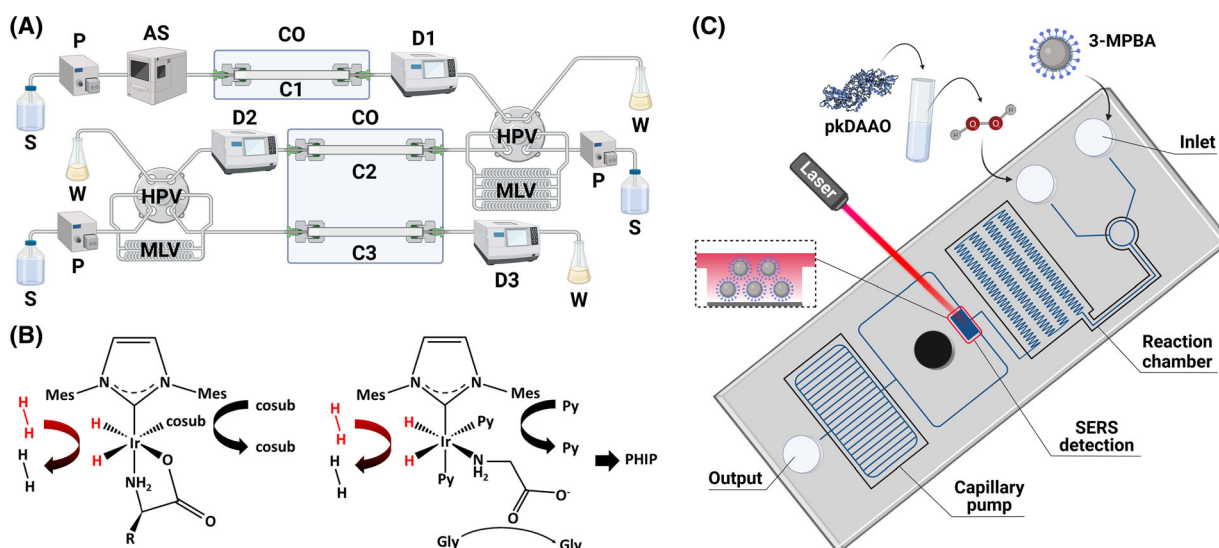 (A)
P
AS
CO
D1
C1
S
HPV
W
D2
CO
W
C2
HPV
MLV
P
S
P
MLV
C3
D3
S
W
(B)
Mes
N
N
Mes
H
H
H
cosub
cosub
Ir
H
H
H
O
cosub
NH2
O
R
Mes
N
N
Mes
H
H
H
Py
Py
Ir
H
H
H
N
H2
Py
Py
O
O-
PHIP
Gly
Gly
(C)
3-MPBA
pkDAAO
H
O
O
H
Inlet
Laser
Reaction
chamber
SERS
detection
Output
Capillary
pump